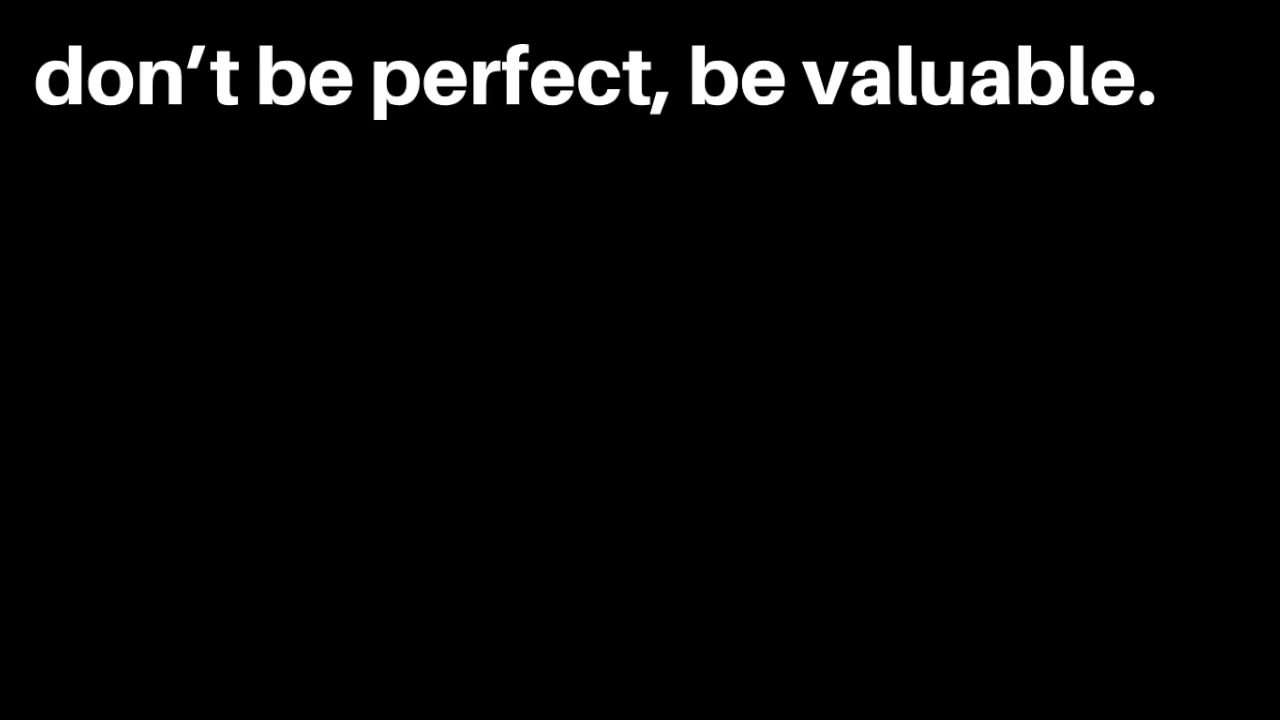 don’t be perfect, be valuable.